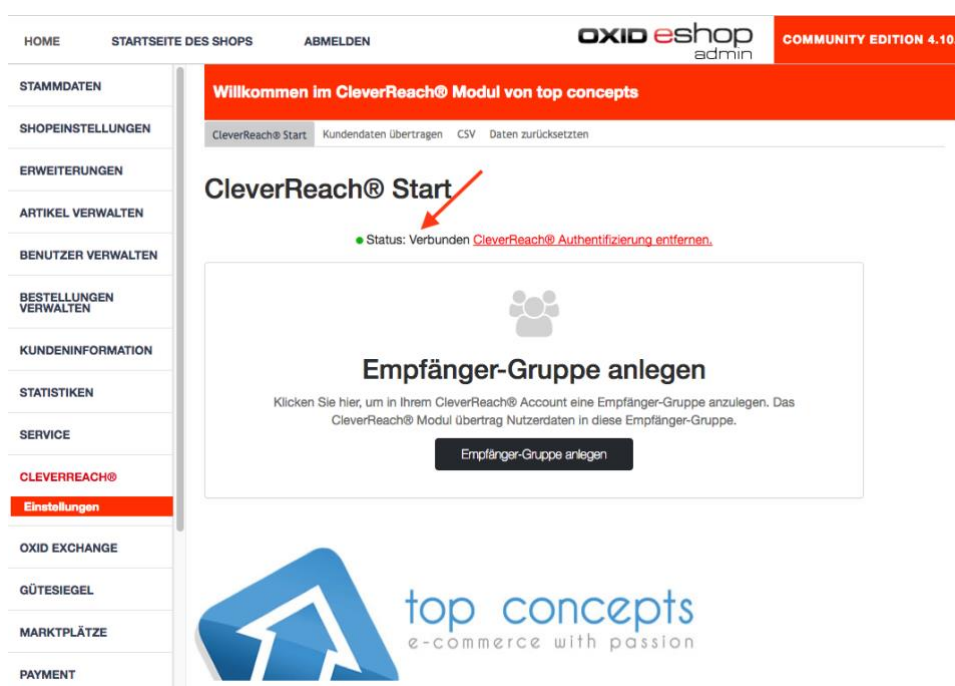 HOME STARTSEITE DES SHOPS ABMELDEN OXID eshop
admin
COMMUNITY EDITION 4.10.
STAMMDATEN
SHOPEINSTELLUNGEN
ERWEITERUNGEN
ARTIKEL VERWALTEN
BENUTZER VERWALTEN
BESTELLUNGEN
VERWALTEN
KUNDENINFORMATION
STATISTIKEN
SERVICE
CLEVERREACH®
Einstellungen
OXID EXCHANGE
GÜTESIEGEL
MARKTPLÄTZE
PAYMENT
Willkommen im CleverReach® Modul von top concepts
CleverReach® Start Kundendaten übertragen CSV Daten zurücksetzten
CleverReach® Start
Status: Verbunden CleverReach® Authentifizierung entfernen.
Empfänger-Gruppe anlegen
Klicken Sie hier, um in Ihrem CleverReach® Account eine Empfänger-Gruppe anzulegen. Das
CleverReach® Modul übertrag Nutzerdaten in diese Empfänger-Gruppe.
Empfänger-Gruppe anlegen
top concepts
e-commerce with passion